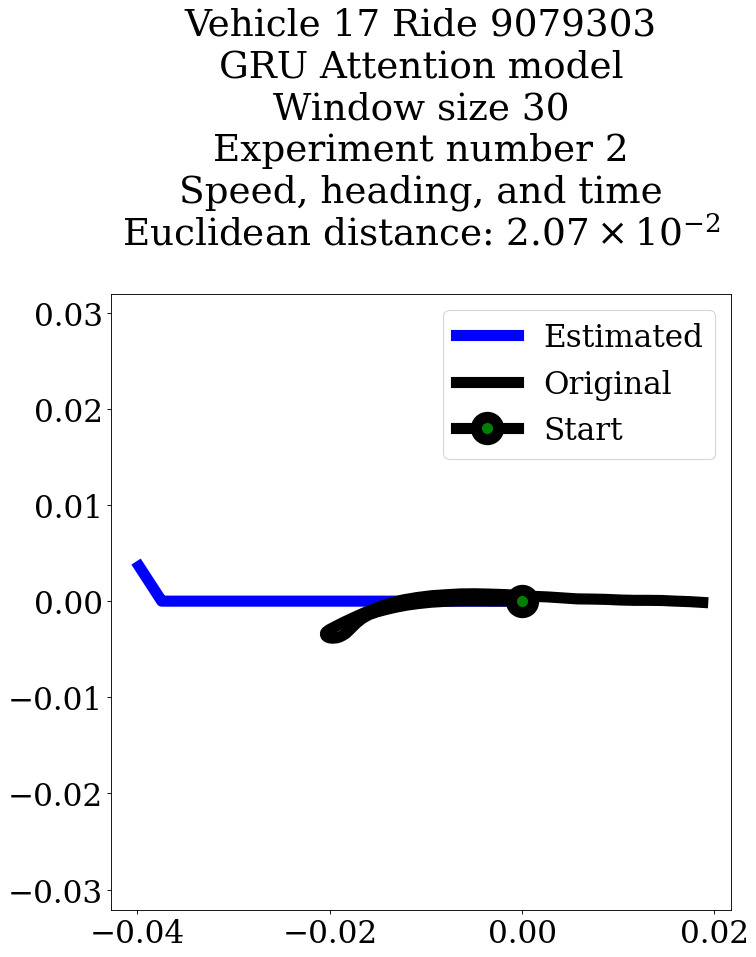 Vehicle 17 Ride 9079303
GRU Attention model
Window size 30
Experiment number 2
Speed, heading, and time
Euclidean distance: 2.07 × 10⁻²
Estimated
Original
Start
0.03
0.02
0.01
0.00
−0.01
−0.02
−0.03
−0.04
−0.02
0.00
0.02